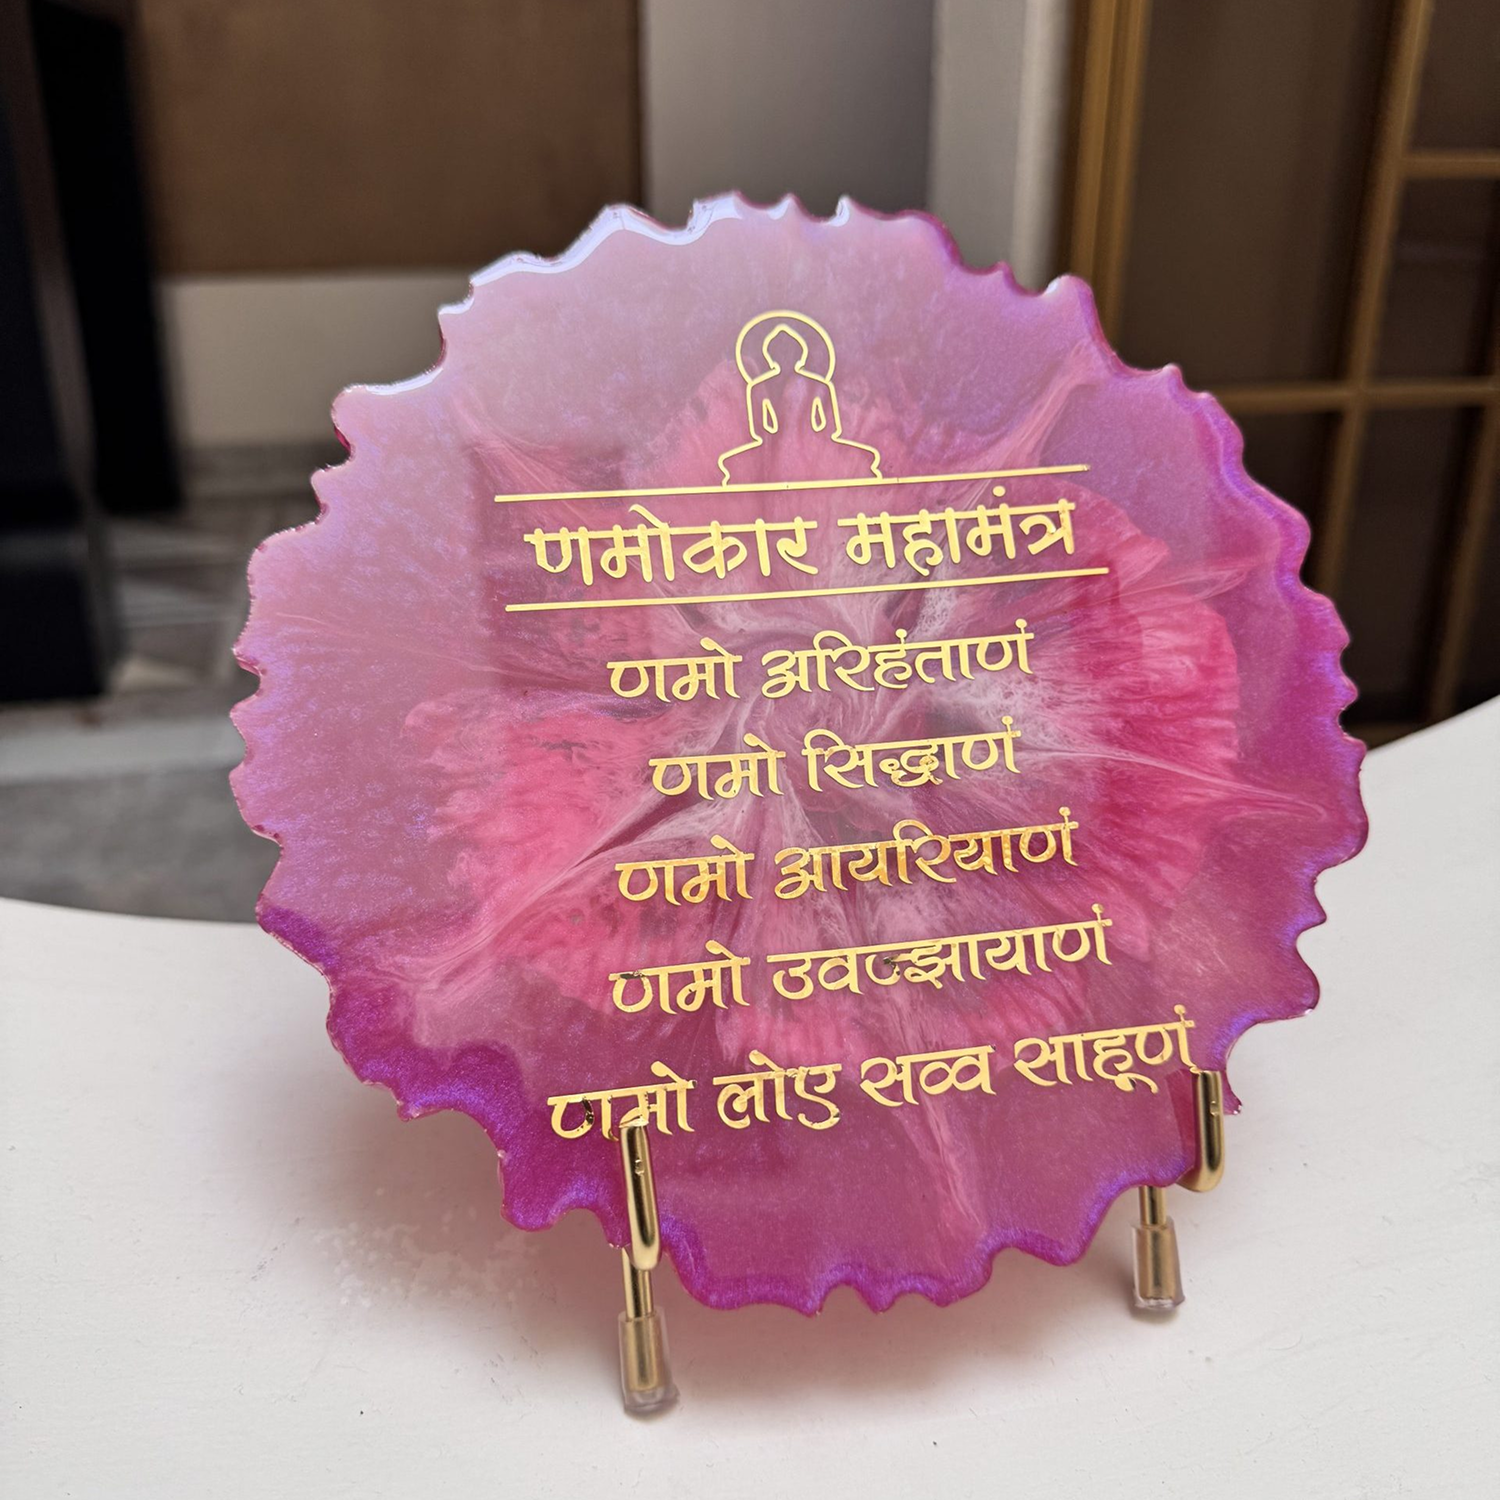 णमोकार महामंत्र
णमो अरिहंताणं
णमो सिद्धाणं
णमो आयरियाणं
णमो उवज्झायाणं
णमो लोए सव्व साहूणं